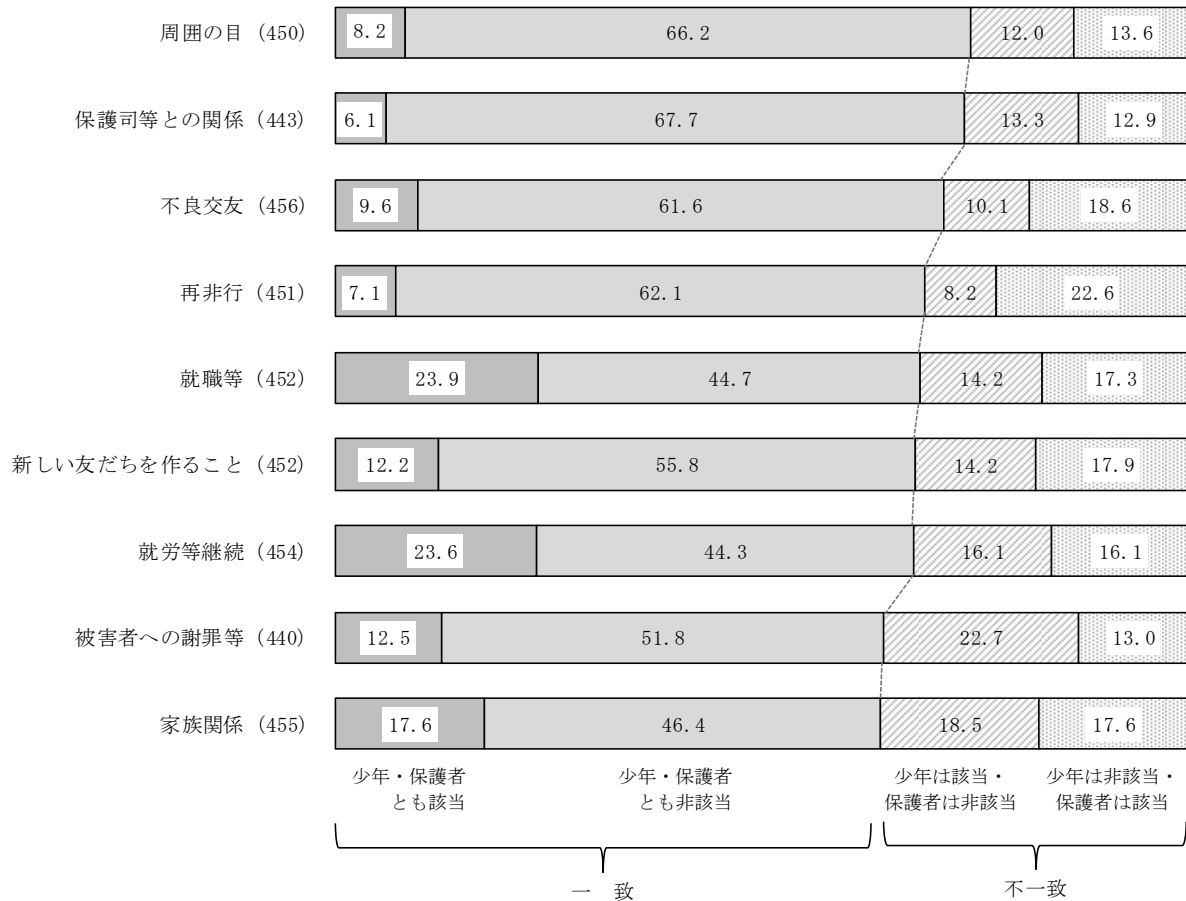 周囲の目 (450) 8.2 66.2 12.0 13.6
保護司等との関係 (443) 6.1 67.7 13.3 12.9
不良交友 (456) 9.6 61.6 10.1 18.6
再非行 (451) 7.1 62.1 8.2 22.6
就職等 (452) 23.9 44.7 14.2 17.3
新しい友だちを作ること (452) 12.2 55.8 14.2 17.9
就労等継続 (454) 23.6 44.3 16.1 16.1
被害者への謝罪等 (440) 12.5 51.8 22.7 13.0
家族関係 (455) 17.6 46.4 18.5 17.6
少年・保護者
とも該当
少年・保護者
とも非該当
少年は該当・
保護者は非該当
少年は非該当・
保護者は該当
一 致
不一致